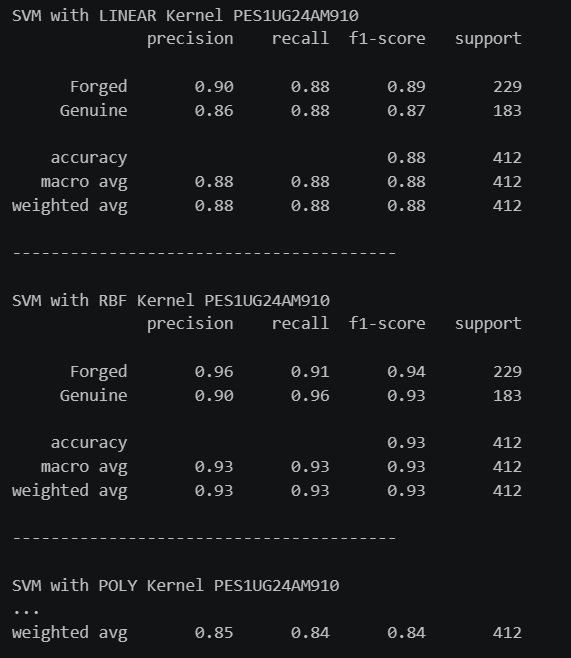 SVM with LINEAR Kernel PES1UG24AM910
precision recall f1-score support
Forged 0.90 0.88 0.89 229
Genuine 0.86 0.88 0.87 183
accuracy 0.88 412
macro avg 0.88 0.88 0.88 412
weighted avg 0.88 0.88 0.88 412
----------------------------------------
SVM with RBF Kernel PES1UG24AM910
precision recall f1-score support
Forged 0.96 0.91 0.94 229
Genuine 0.90 0.96 0.93 183
accuracy 0.93 412
macro avg 0.93 0.93 0.93 412
weighted avg 0.93 0.93 0.93 412
----------------------------------------
SVM with POLY Kernel PES1UG24AM910
...
weighted avg 0.85 0.84 0.84 412